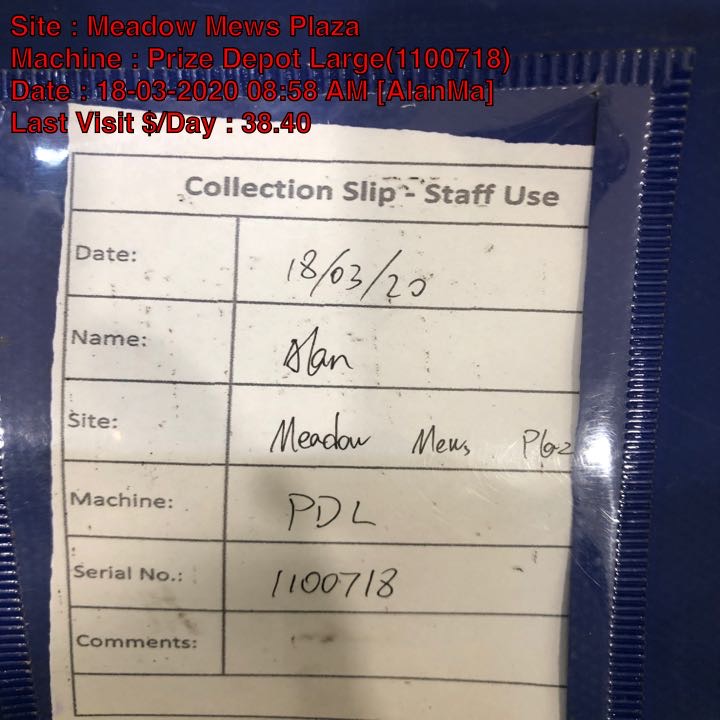 Site : Meadow Mews Plaza
Machine : Prize Depot Large(1100718)
Date : 18-03-2020 08:58 AM [AlanMa]
Last Visit $/Day : 38.40
Collection Slip - Staff Use
Date: 18/03/20
Name: Alan
Site: Meadow Mews Plaz
Machine: PDL
Serial No.: 1100718
Comments: